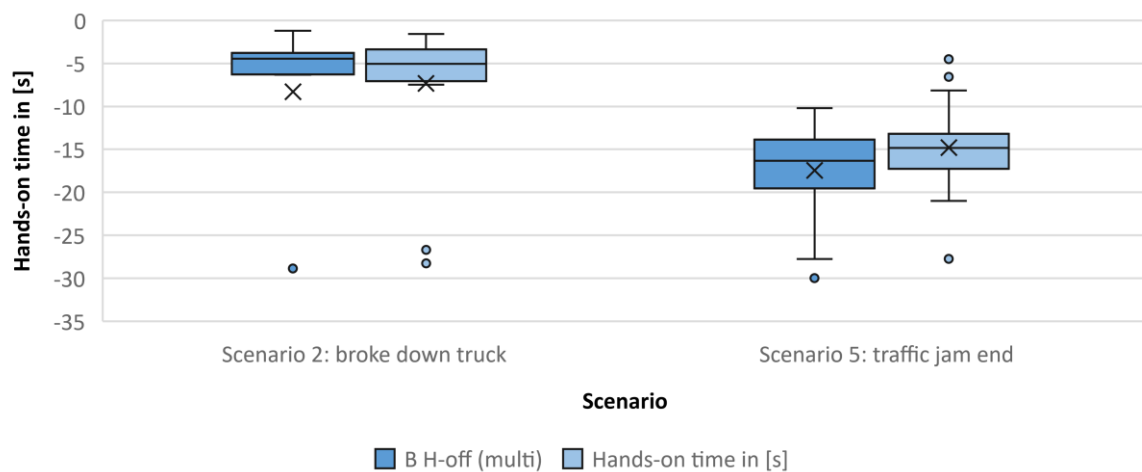 0
-5
-10
-15
-20
-25
-30
-35
Hands-on time in [s]
Scenario 2: broke down truck
Scenario 5: traffic jam end
Scenario
B H-off (multi)
Hands-on time in [s]